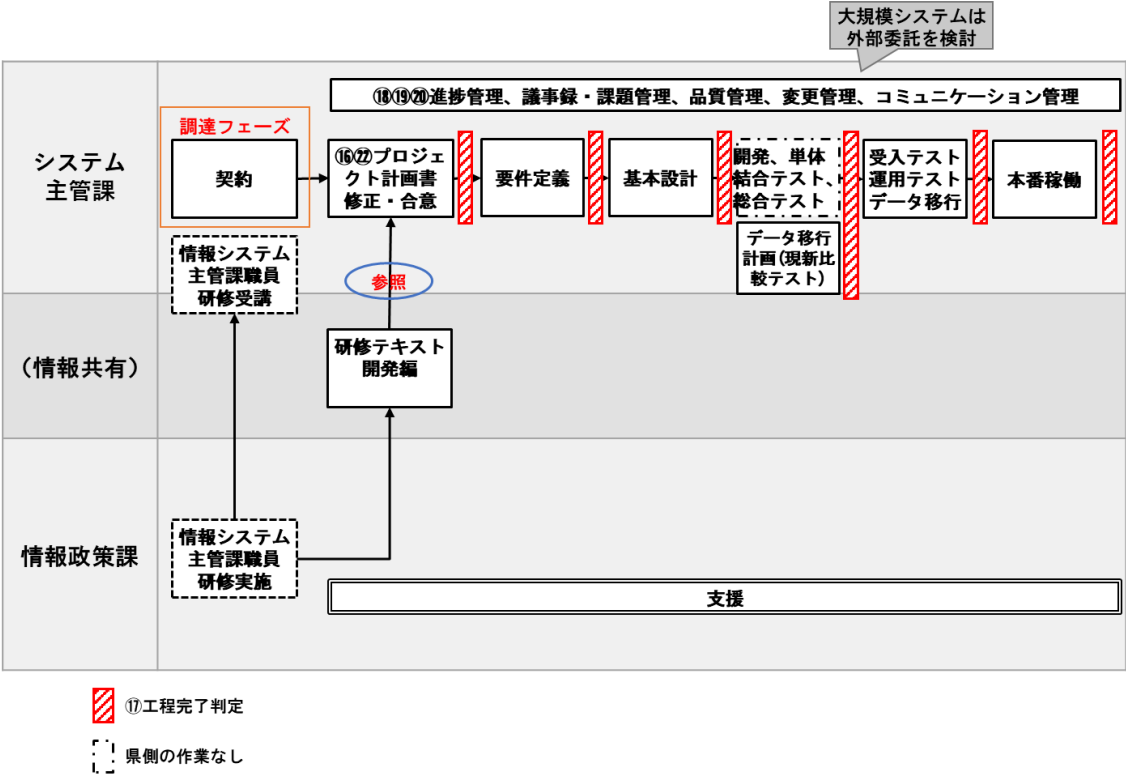 大規模システムは
外部委託を検討
⑱⑲⑳進捗管理、議事録・課題管理、品質管理、変更管理、コミュニケーション管理
システム
主管課
調達フェーズ
契約
⑯㉒プロジェ
クト計画書
修正・合意
要件定義
基本設計
開発、単体
結合テスト、
総合テスト
受入テスト
運用テスト
データ移行
本番稼働
データ移行
計画(現新比
較テスト)
情報システム
主管課職員
研修受講
参照
(情報共有)
研修テキスト
開発編
情報政策課
情報システム
主管課職員
研修実施
支援
⑰工程完了判定
県側の作業なし